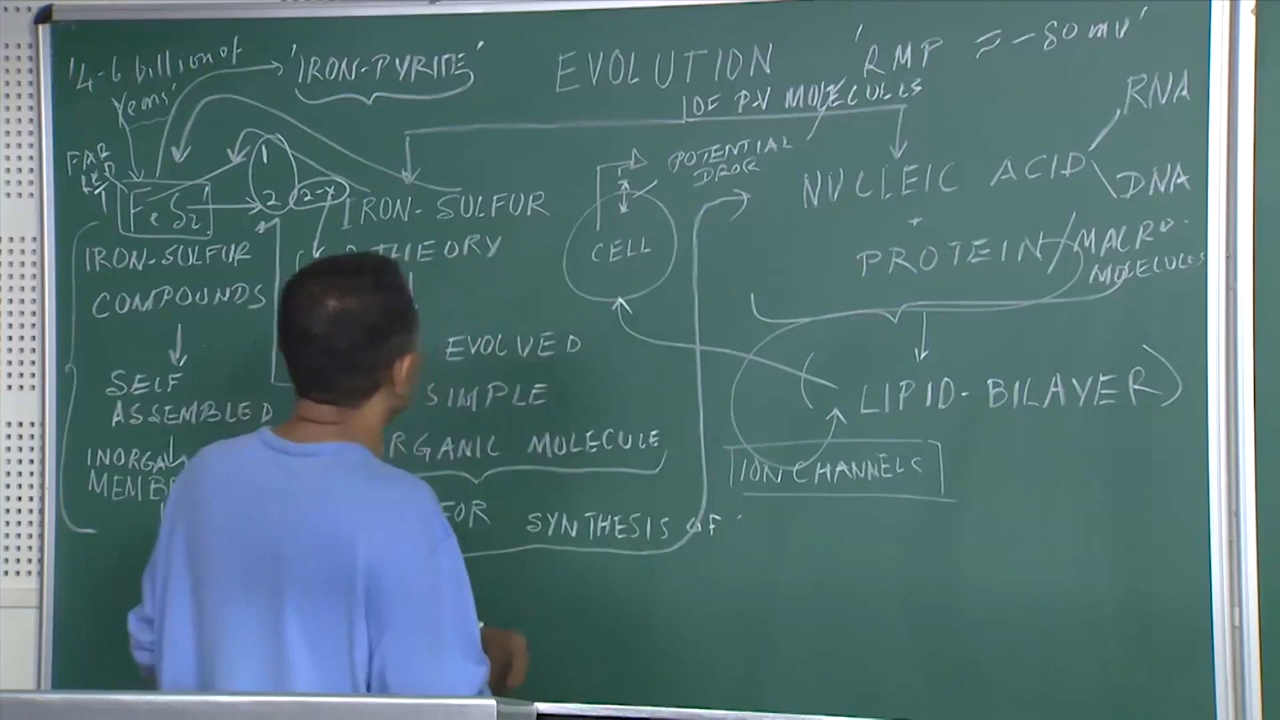 '4-6 billion of
Years'
'IRON-PYRITE'
EVOLUTION
OF P.V MOLECULES
'RMP ≈ -80 mv'
RNA
DNA
NUCLEIC ACID
+
PROTEIN/MACRO-
MOLECULES
POTENTIAL
DROP
CELL
1
2
2-x
FeS2
IRON-SULFUR
THEORY
IRON-SULFUR
COMPOUNDS
SELF
ASSEMBLED
EVOLVED
SIMPLE
RGANIC MOLECULE
FOR SYNTHESIS OF
(LIPID-BILAYER)
ION CHANNELS